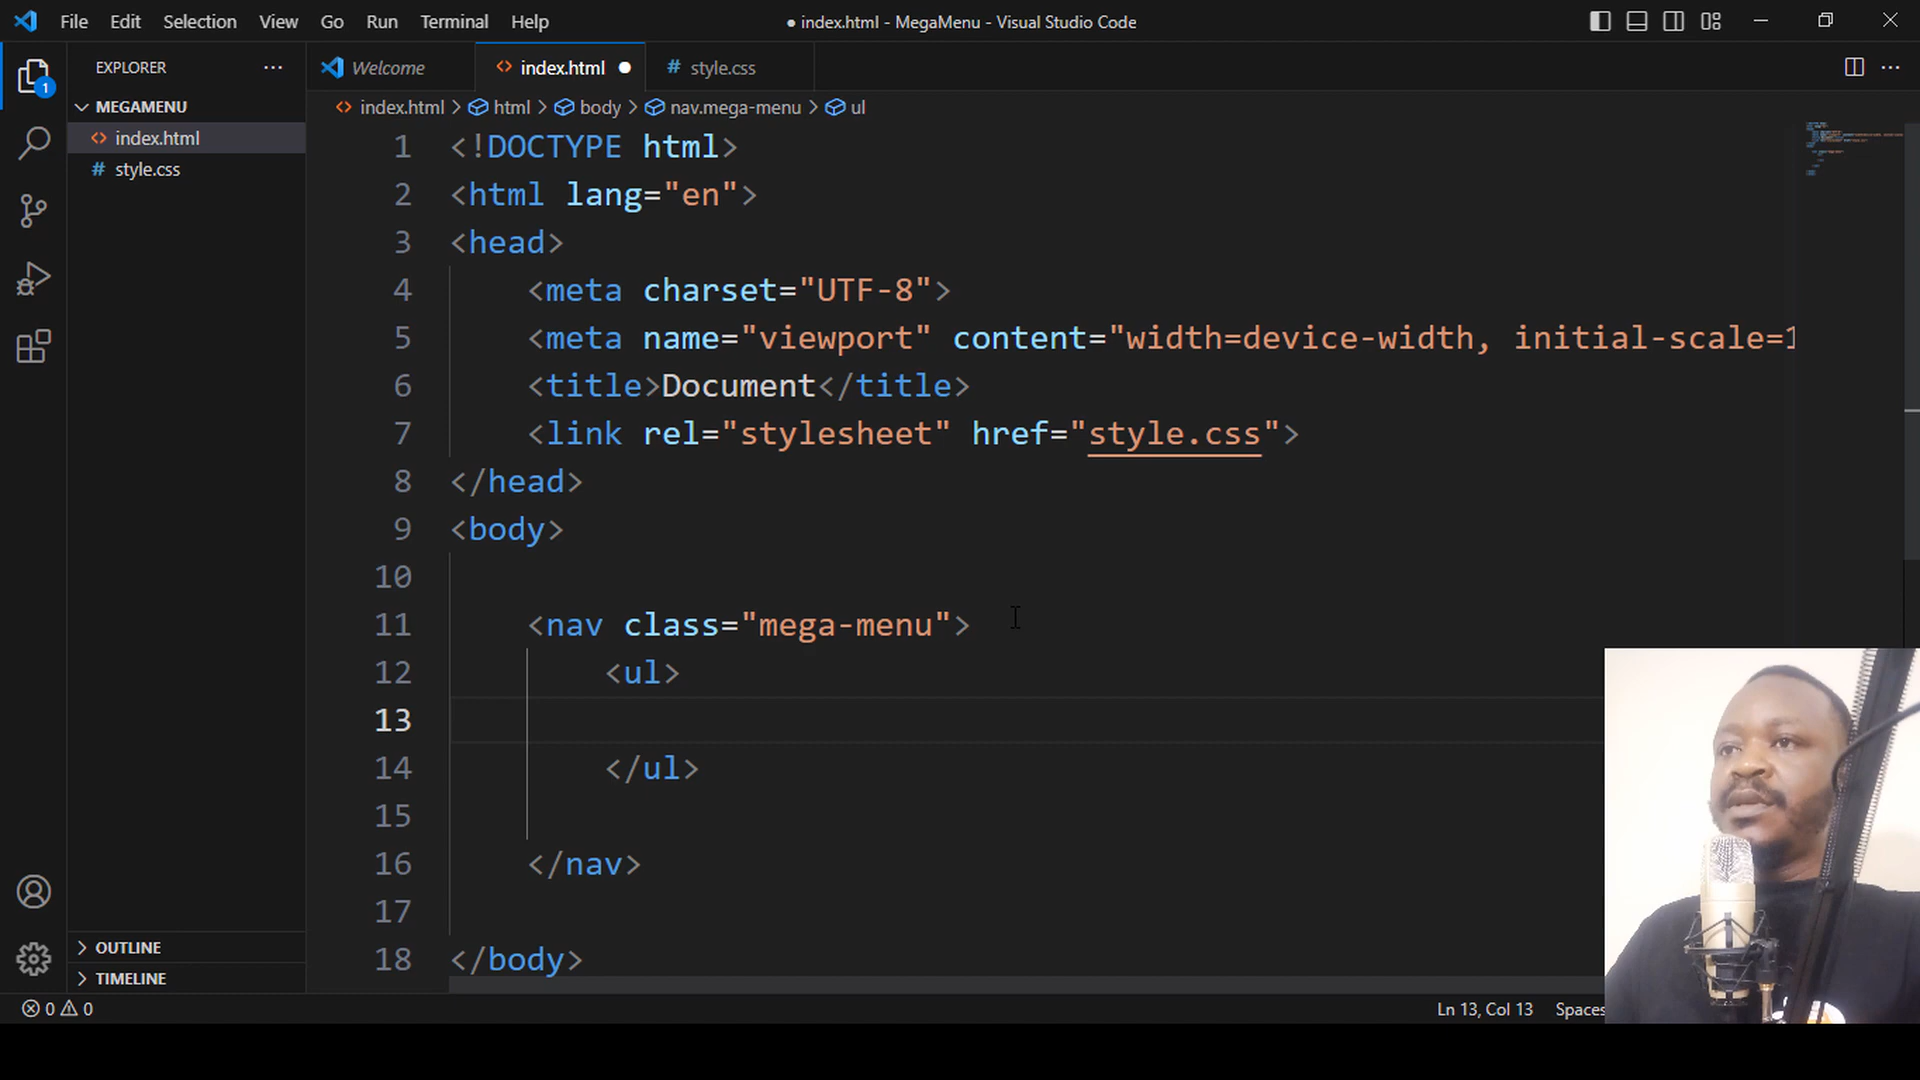 File Edit Selection View Go Run Terminal Help
● index.html - MegaMenu - Visual Studio Code
EXPLORER ···
Welcome
index.html ●
# style.css
1
MEGAMENU
index.html
# style.css
index.html > html > body > nav.mega-menu > ul
1 <!DOCTYPE html>
2 <html lang="en">
3 <head>
4 <meta charset="UTF-8">
5 <meta name="viewport" content="width=device-width, initial-scale=1
6 <title>Document</title>
7 <link rel="stylesheet" href="style.css">
8 </head>
9 <body>
10
11 <nav class="mega-menu">
12 <ul>
13
14 </ul>
15
16 </nav>
17
18 </body>
OUTLINE
TIMELINE
0 0
Ln 13, Col 13 Spaces